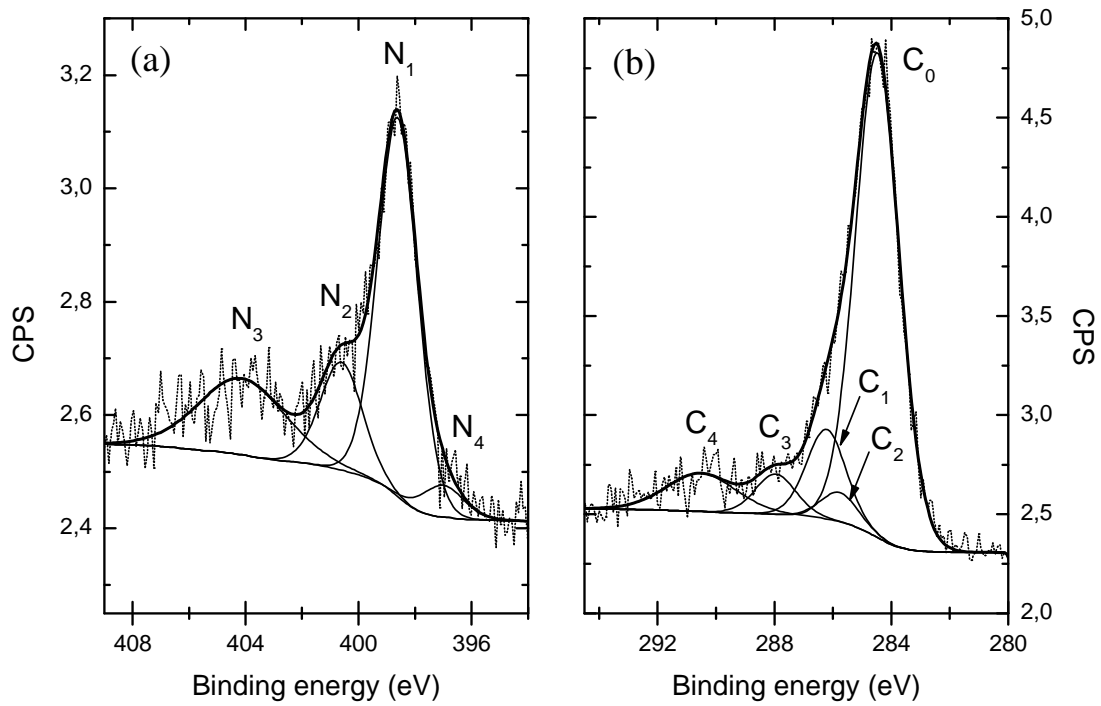 (a)
N1
N2
N3
N4
3,2
3,0
2,8
2,6
2,4
CPS
408
404
400
396
Binding energy (eV)
(b)
C0
C1
C2
C3
C4
5,0
4,5
4,0
3,5
3,0
2,5
2,0
CPS
292
288
284
280
Binding energy (eV)